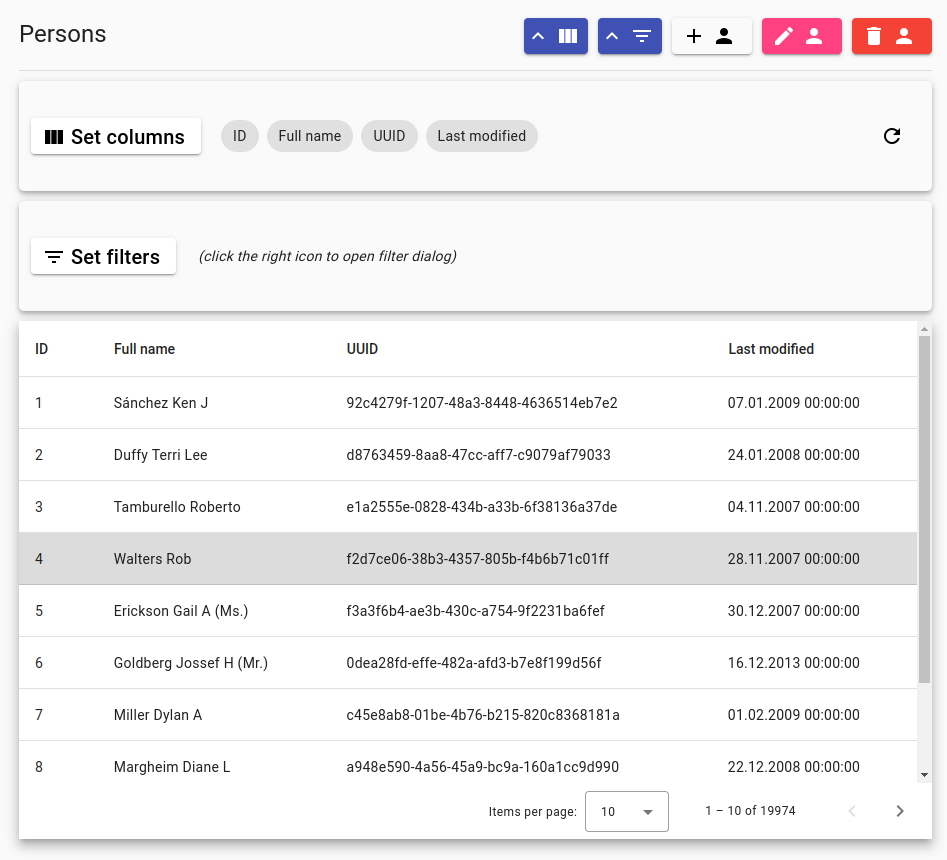 Persons
Set columns ID Full name UUID Last modified
Set filters (click the right icon to open filter dialog)
ID Full name UUID Last modified
1 Sánchez Ken J 92c4279f-1207-48a3-8448-4636514eb7e2 07.01.2009 00:00:00
2 Duffy Terri Lee d8763459-8aa8-47cc-aff7-c9079af79033 24.01.2008 00:00:00
3 Tamburello Roberto e1a2555e-0828-434b-a33b-6f38136a37de 04.11.2007 00:00:00
4 Walters Rob f2d7ce06-38b3-4357-805b-f4b6b71c01ff 28.11.2007 00:00:00
5 Erickson Gail A (Ms.) f3a3f6b4-ae3b-430c-a754-9f2231ba6fef 30.12.2007 00:00:00
6 Goldberg Jossef H (Mr.) 0dea28fd-effe-482a-afd3-b7e8f199d56f 16.12.2013 00:00:00
7 Miller Dylan A c45e8ab8-01be-4b76-b215-820c8368181a 01.02.2009 00:00:00
8 Margheim Diane L a948e590-4a56-45a9-bc9a-160a1cc9d990 22.12.2008 00:00:00
Items per page: 10 1 – 10 of 19974